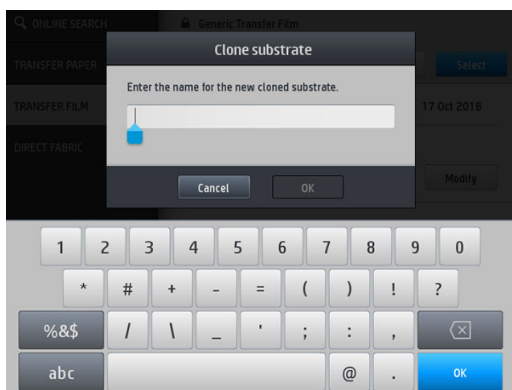 ONLINE SEARCH
Generic Transfer Film
Clone substrate
TRANSFER PAPER
Select
Enter the name for the new cloned substrate.
TRANSFER FILM
17 Oct 2018
DIRECT FABRIC
Cancel OK
Modify
1 2 3 4 5 6 7 8 9 0
* # + - = ( ) ! ?
%&$ / \ _ ' ; : ,
abc @ . OK